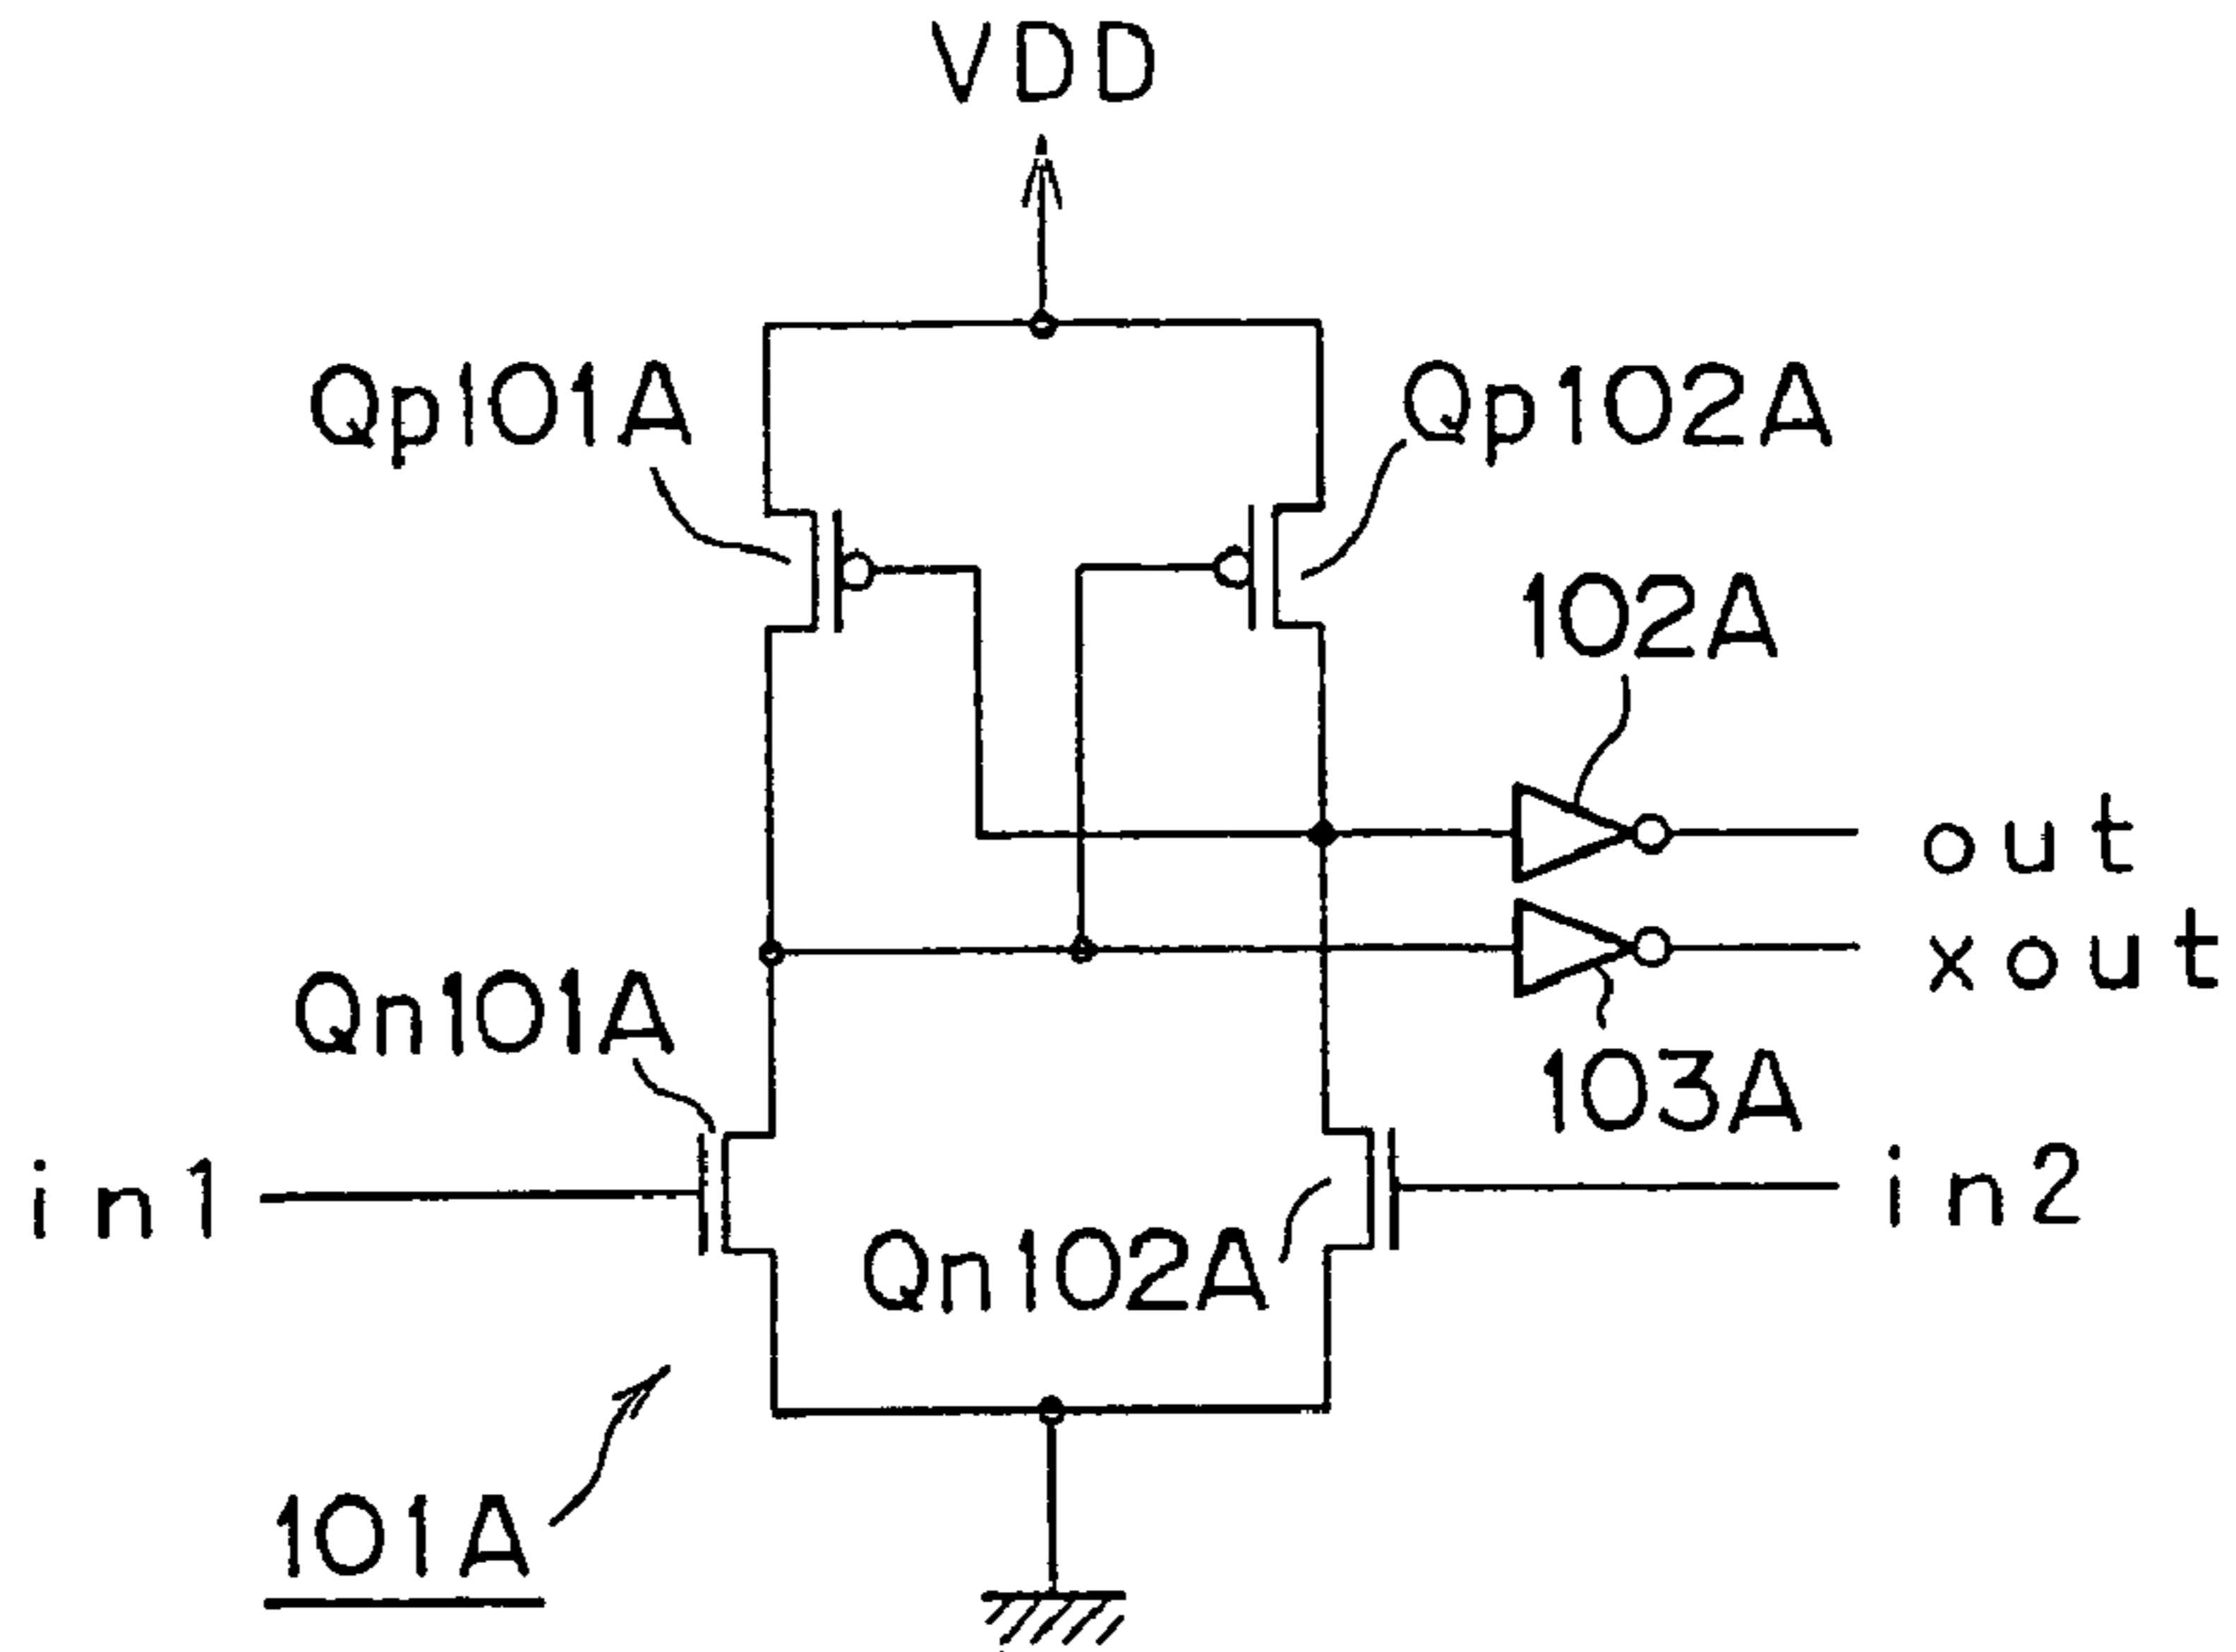 VDD
Qp101A
Qp102A
102A
out
xout
Qn101A
103A
in1
in2
Qn102A
101A